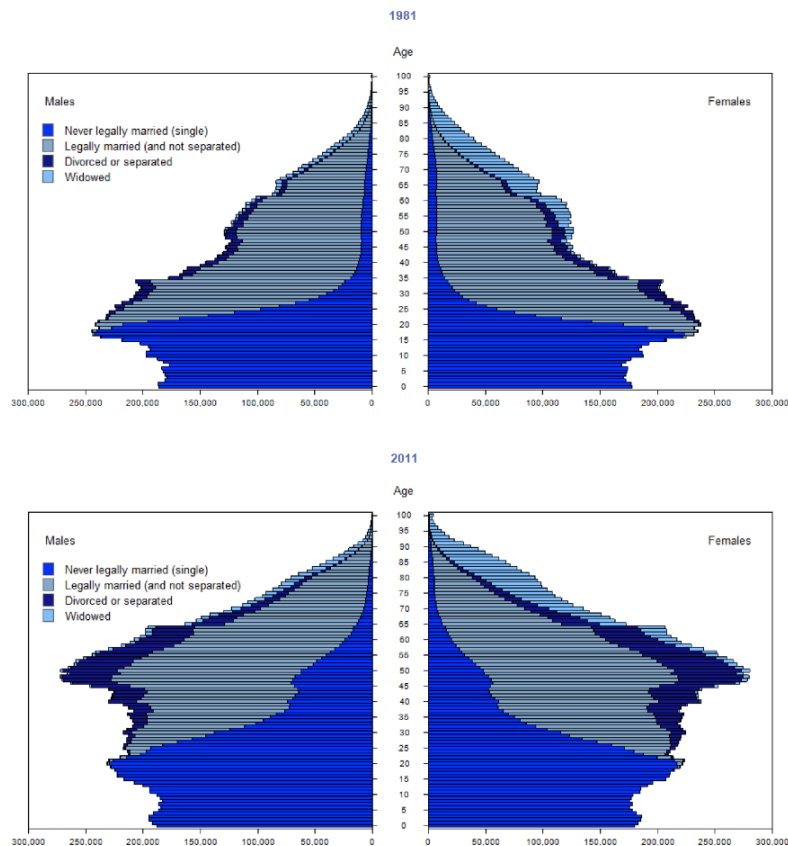 1981
Age
Males
Females
Never legally married (single)
Legally married (and not separated)
Divorced or separated
Widowed
100
95
90
85
80
75
70
65
60
55
50
45
40
35
30
25
20
15
10
5
0
300,000 250,000 200,000 150,000 100,000 50,000 0 0 50,000 100,000 150,000 200,000 250,000 300,000
2011
Age
Males
Females
Never legally married (single)
Legally married (and not separated)
Divorced or separated
Widowed
100
95
90
85
80
75
70
65
60
55
50
45
40
35
30
25
20
15
10
5
0
300,000 250,000 200,000 150,000 100,000 50,000 0 0 50,000 100,000 150,000 200,000 250,000 300,000